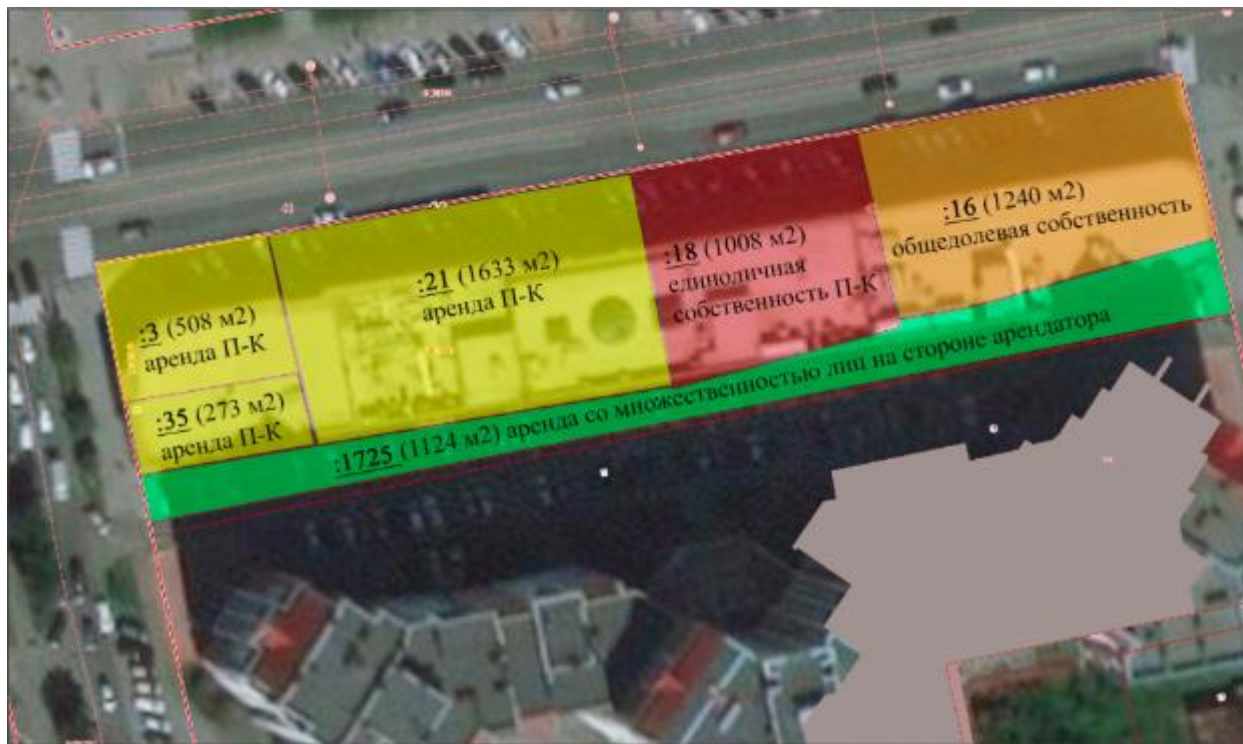 :16 (1240 м2)
общедолевая собственность
:18 (1008 м2)
единоличная
собственность П-К
:21 (1633 м2)
аренда П-К
:3 (508 м2)
аренда П-К
:35 (273 м2)
аренда П-К
:1725 (1124 м2) аренда со множественностью лиц на стороне арендатора